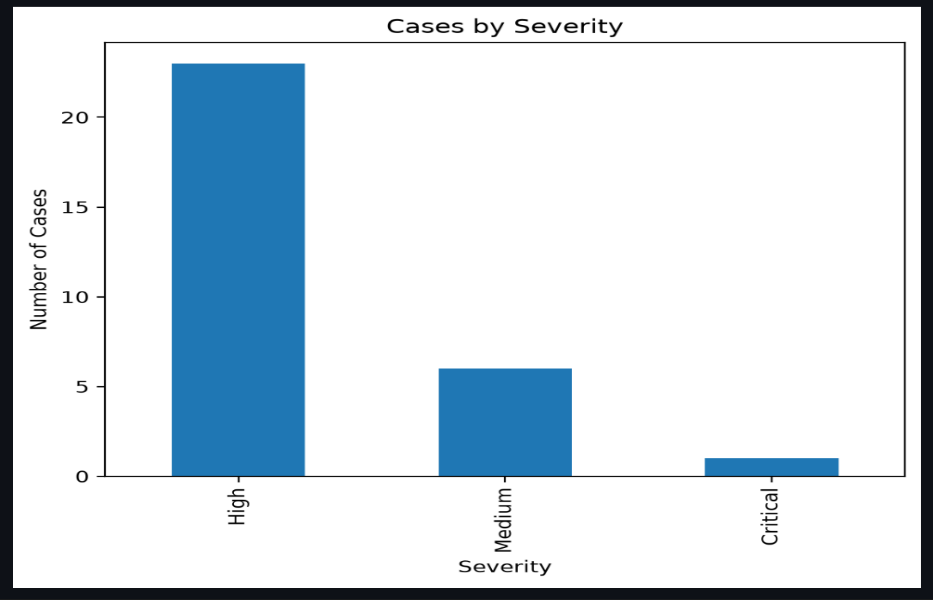 Cases by Severity
Number of Cases
20
15
10
5
0
High
Medium
Critical
Severity